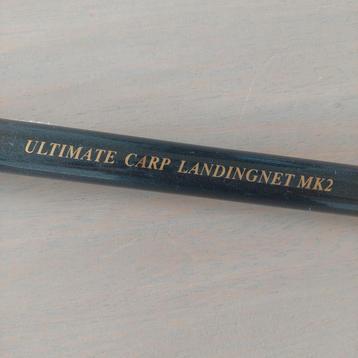 ULTIMATE CARP LANDINGNET MK2